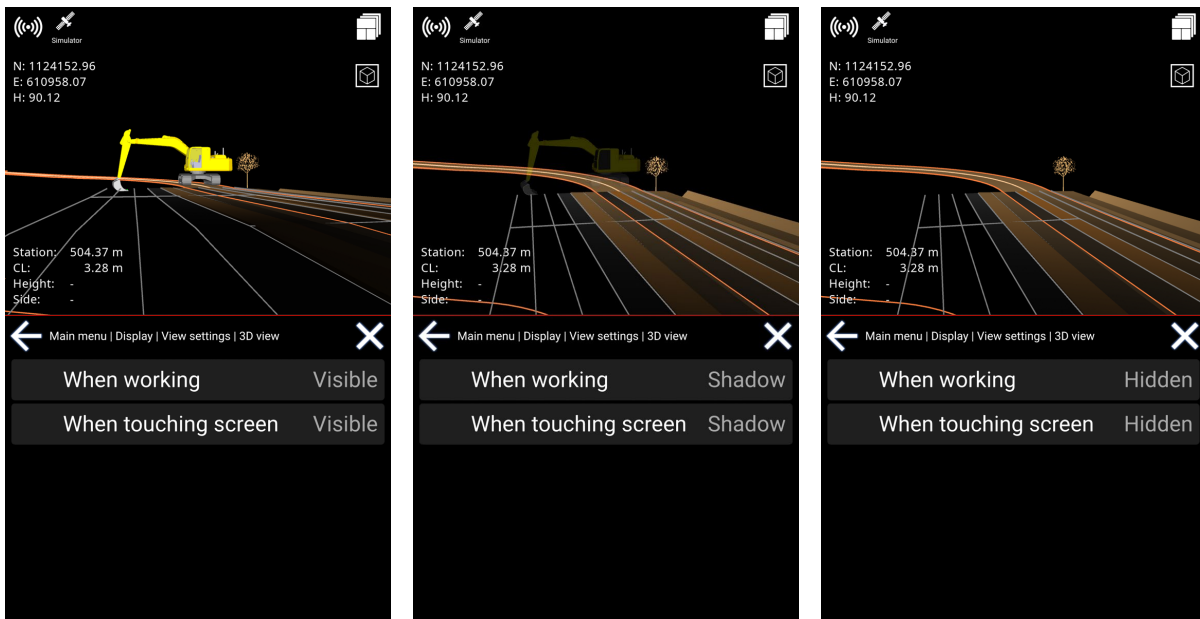 Simulator
N: 1124152.96
E: 610958.07
H: 90.12
Station: 504.37 m
CL: 3.28 m
Height: -
Side: -
Main menu | Display | View settings | 3D view
When working Visible
When touching screen Visible
Simulator
N: 1124152.96
E: 610958.07
H: 90.12
Station: 504.37 m
CL: 3.28 m
Height: -
Side: -
Main menu | Display | View settings | 3D view
When working Shadow
When touching screen Shadow
Simulator
N: 1124152.96
E: 610958.07
H: 90.12
Station: 504.37 m
CL: 3.28 m
Height: -
Side: -
Main menu | Display | View settings | 3D view
When working Hidden
When touching screen Hidden